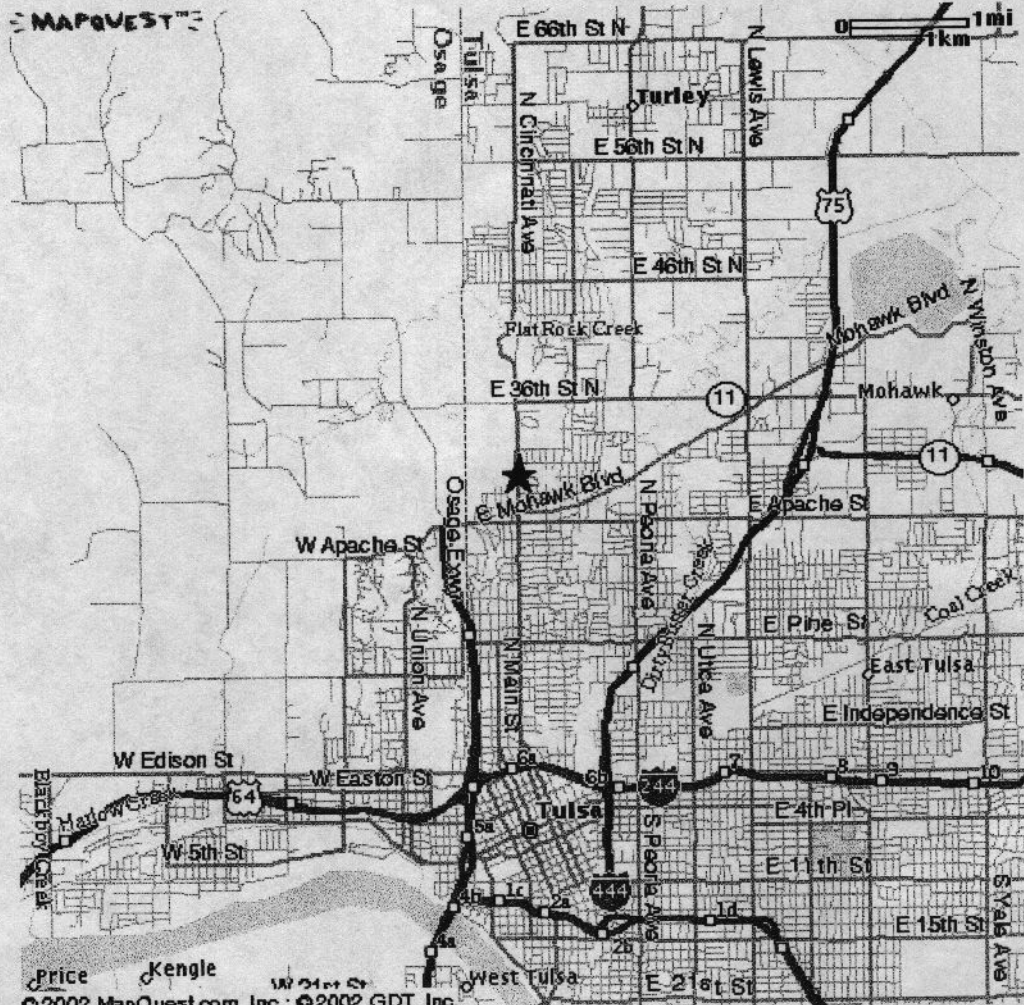 MAPQUEST™
E 66th St N
0 1mi
1km
Osage
Tulsa
N Lewis Ave
Turley
N Cincinnati Ave
E 56th St N
75
E 46th St N
N Winston Ave
Mohawk Blvd
Flat Rock Creek
E 36th St N
11
Mohawk
11
E Mohawk Blvd
Osage Expwy
N Peoria Ave
E Apache St
W Apache St
Dirty Butter Creek
Coal Creek
E Pine St
N Union Ave
N Main St
N Utica Ave
East Tulsa
E Independence St
W Edison St
6a
7
W Easton St
6b
244
8
9
10
Blackboy Creek
Harlow Creek
64
Tulsa
E 4th Pl
5a
S Peoria Ave
W 5th St
E 11th St
444
4b
1c
2a
1d
S Yale Ave
E 15th St
4a
2b
Price
Kengle
West Tulsa
W 21st St
E 21st St
©2002 MapQuest.com, Inc.; ©2002 GDT, Inc.